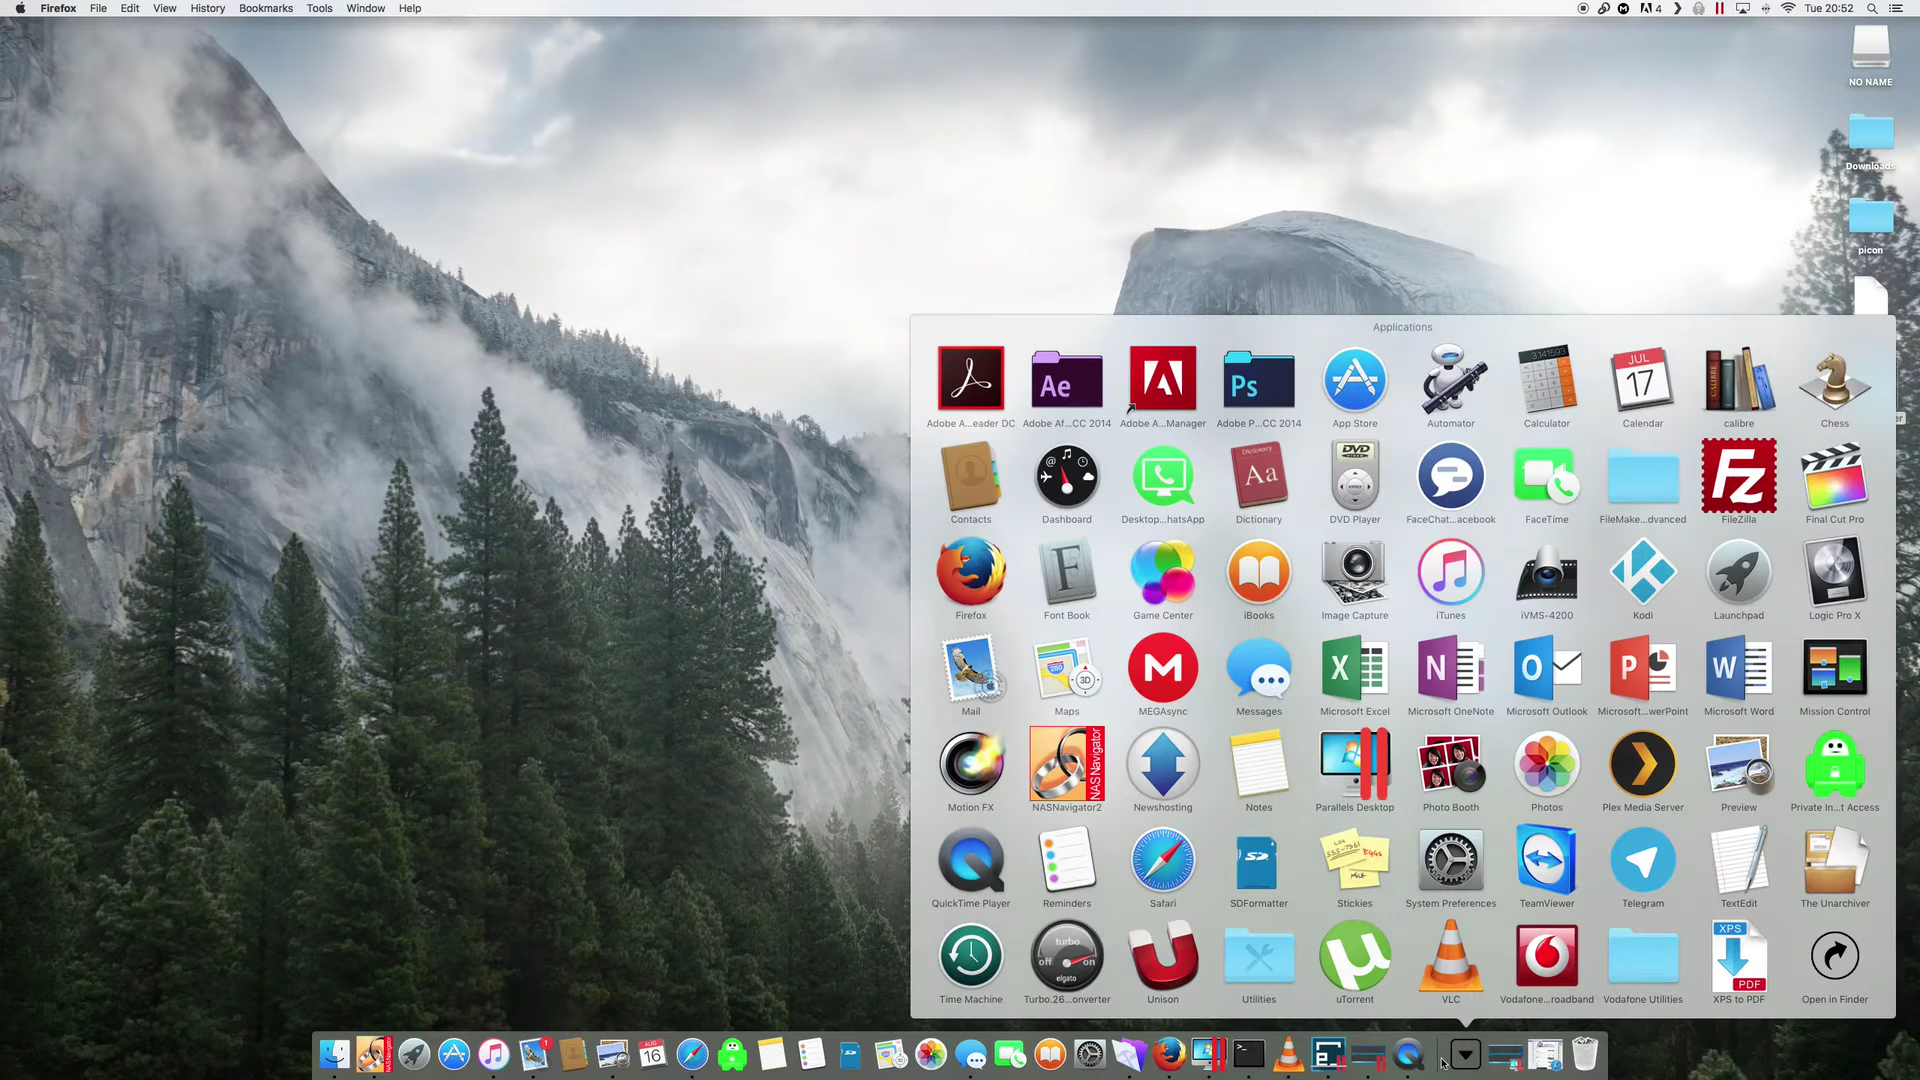 Firefox File Edit View History Bookmarks Tools Window Help
4 Tue 20:52
NO NAME
Downloads
picon
Applications
Adobe A...eader DC Adobe Af...CC 2014 Adobe A...Manager Adobe P...CC 2014 App Store Automator Calculator Calendar calibre Chess
Contacts Dashboard Desktop...hatsApp Dictionary DVD Player FaceChat...acebook FaceTime FileMake...dvanced FileZilla Final Cut Pro
Firefox Font Book Game Center iBooks Image Capture iTunes iVMS-4200 Kodi Launchpad Logic Pro X
Mail Maps MEGAsync Messages Microsoft Excel Microsoft OneNote Microsoft Outlook Microsoft...werPoint Microsoft Word Mission Control
Motion FX NASNavigator2 Newshosting Notes Parallels Desktop Photo Booth Photos Plex Media Server Preview Private In...t Access
QuickTime Player Reminders Safari SDFormatter Stickies System Preferences TeamViewer Telegram TextEdit The Unarchiver
Time Machine Turbo.26...onverter Unison Utilities uTorrent VLC Vodafone...roadband Vodafone Utilities XPS to PDF Open in Finder